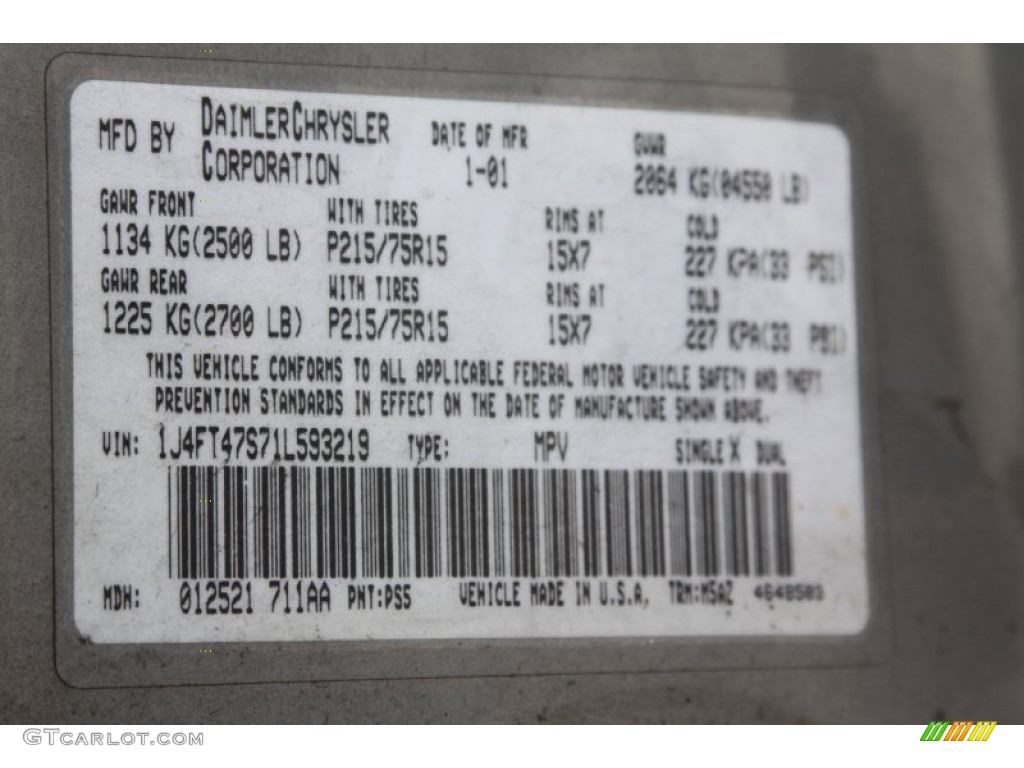 MFD BY DAIMLERCHRYSLER CORPORATION DATE OF MFR 1-01 GVWR 2064 KG(04550 LB)
GAWR FRONT WITH TIRES RIMS AT COLD
1134 KG(2500 LB) P215/75R15 15X7 227 KPA(33 PSI)
GAWR REAR WITH TIRES RIMS AT COLD
1225 KG(2700 LB) P215/75R15 15X7 227 KPA(33 PSI)
THIS VEHICLE CONFORMS TO ALL APPLICABLE FEDERAL MOTOR VEHICLE SAFETY AND THEFT
PREVENTION STANDARDS IN EFFECT ON THE DATE OF MANUFACTURE SHOWN ABOVE.
VIN: 1J4FT47S71L593219 TYPE: MPV SINGLE X DUAL
MDH: 012521 711AA PNT:PS5 VEHICLE MADE IN U.S.A. TRM:M5AZ
GTCARLOT.COM